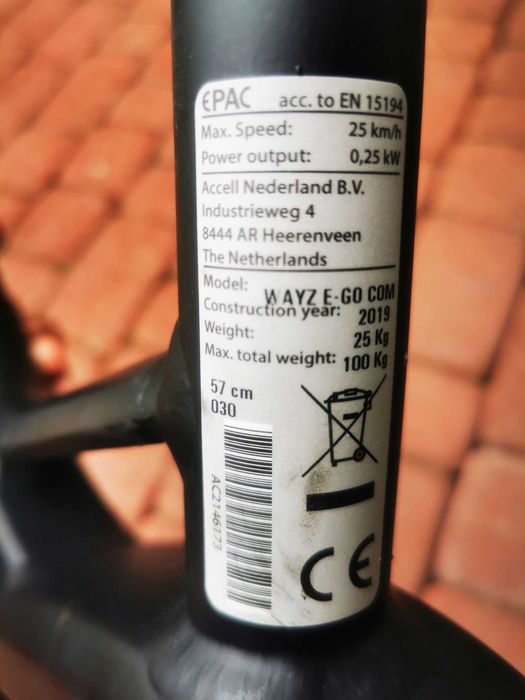 EPAC acc. to EN 15194
Max. Speed: 25 km/h
Power output: 0,25 kW
Accell Nederland B.V.
Industrieweg 4
8444 AR Heerenveen
The Netherlands
Model: WAYZ E-GO COM
Construction year: 2019
Weight: 25 Kg
Max. total weight: 100 Kg
57 cm
030
AC2146173
CE